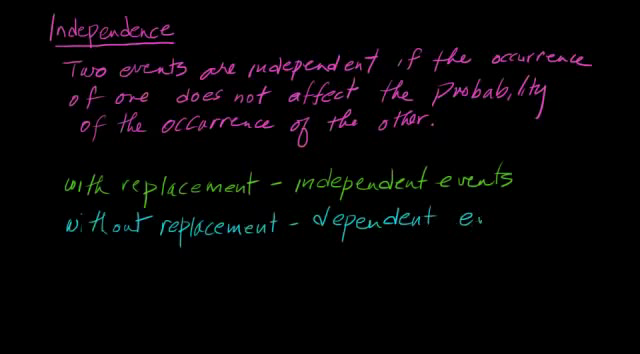 Independence
Two events are independent if the occurrence
of one does not affect the probability
of the occurrence of the other.
with replacement - independent events
without replacement - dependent e